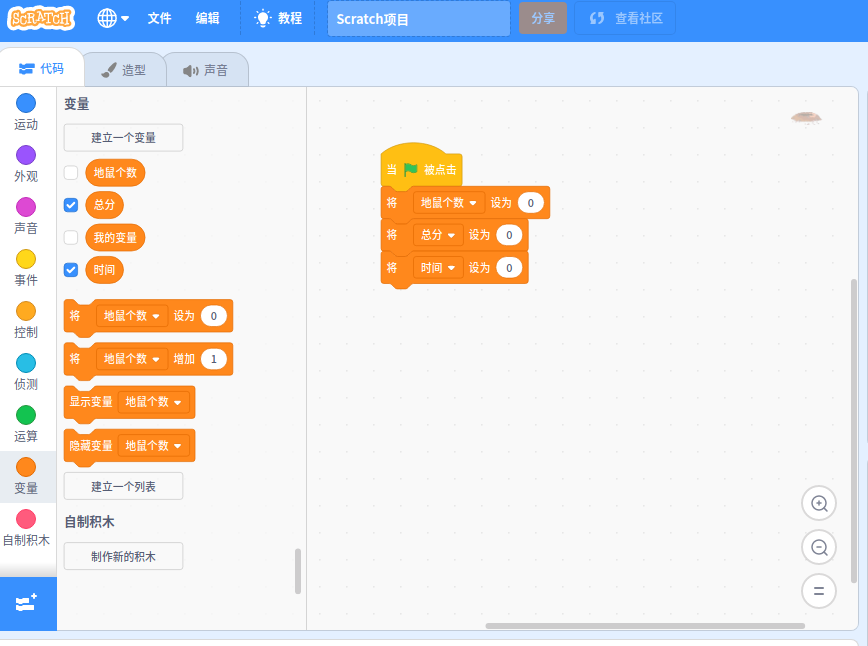 SCRATCH 文件 编辑 教程 Scratch项目 分享 查看社区
代码 造型 声音
运动
外观
声音
事件
控制
侦测
运算
变量
自制积木
变量
建立一个变量
地鼠个数
总分
我的变量
时间
将 地鼠个数 设为 0
将 地鼠个数 增加 1
显示变量 地鼠个数
隐藏变量 地鼠个数
建立一个列表
自制积木
制作新的积木
当 被点击
将 地鼠个数 设为 0
将 总分 设为 0
将 时间 设为 0